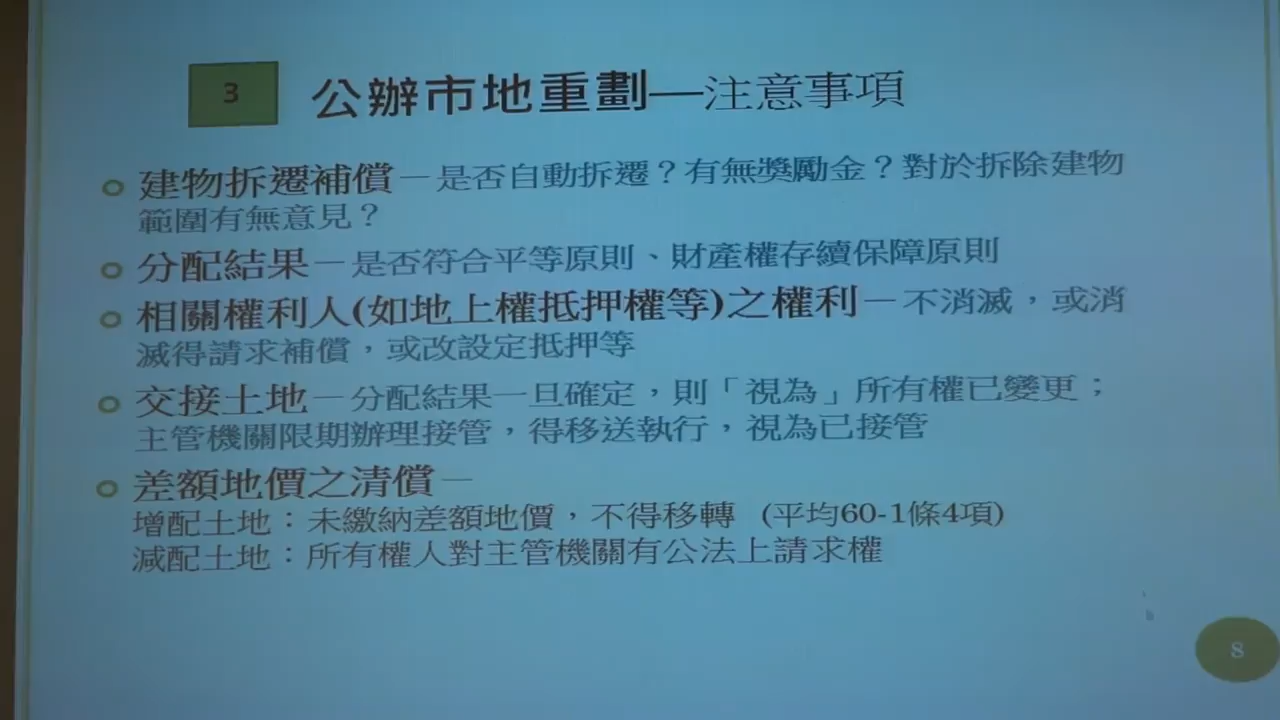 3
公辦市地重劃—注意事項
建物拆遷補償－是否自動拆遷？有無獎勵金？對於拆除建物
範圍有無意見？
分配結果－是否符合平等原則、財產權存續保障原則
相關權利人(如地上權抵押權等)之權利－不消滅，或消
滅得請求補償，或改設定抵押等
交接土地－分配結果一旦確定，則「視為」所有權已變更；
主管機關限期辦理接管，得移送執行，視為已接管
差額地價之清償－
增配土地：未繳納差額地價，不得移轉 (平均60-1條4項)
減配土地：所有權人對主管機關有公法上請求權
8